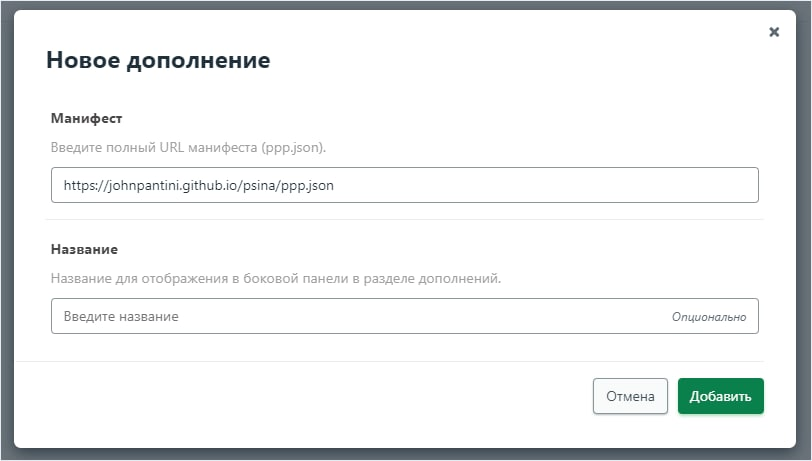 Новое дополнение
Манифест
Введите полный URL манифеста (ppp.json).
https://johnpantini.github.io/psina/ppp.json
Название
Название для отображения в боковой панели в разделе дополнений.
Введите название
Опционально
Отмена
Добавить